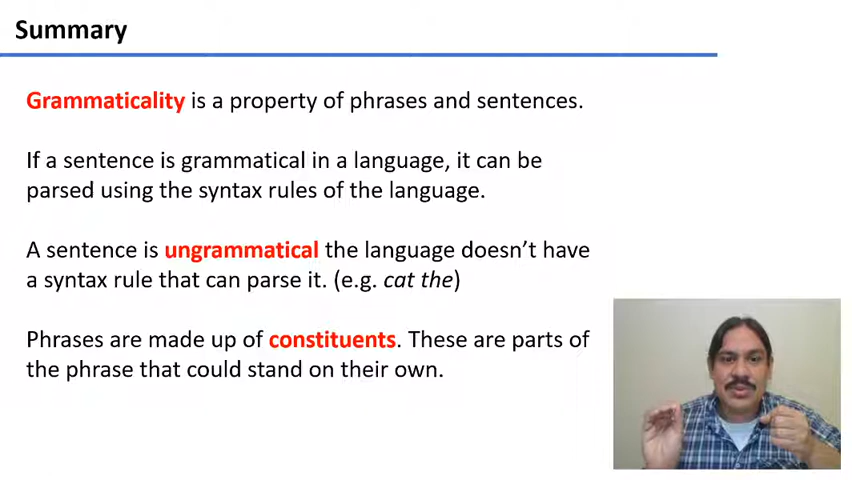 Summary
Grammaticality is a property of phrases and sentences.
If a sentence is grammatical in a language, it can be
parsed using the syntax rules of the language.
A sentence is ungrammatical the language doesn’t have
a syntax rule that can parse it. (e.g. cat the)
Phrases are made up of constituents. These are parts of
the phrase that could stand on their own.